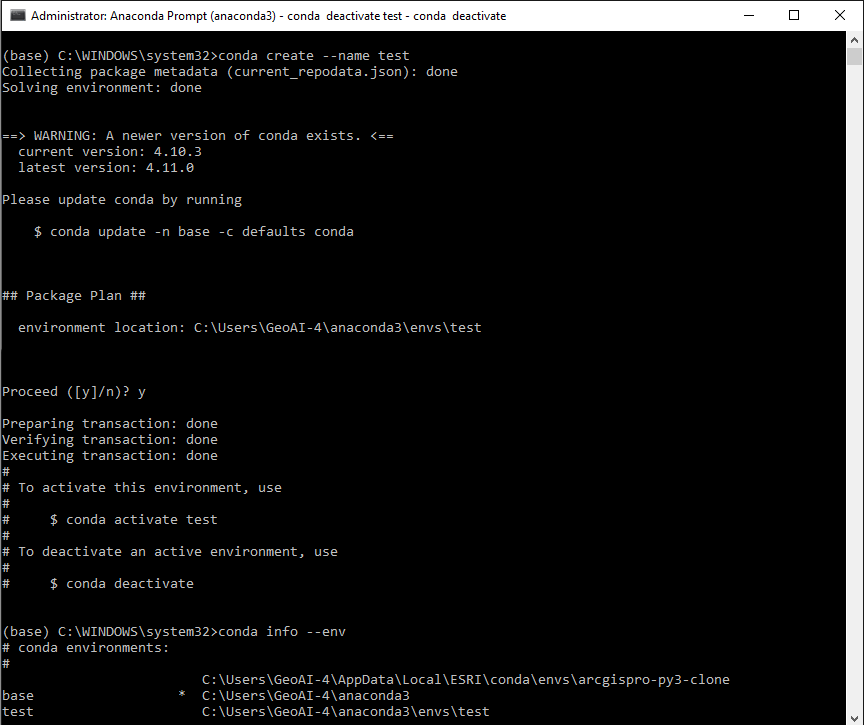 Administrator: Anaconda Prompt (anaconda3) - conda  deactivate test - conda  deactivate
(base) C:\WINDOWS\system32>conda create --name test
Collecting package metadata (current_repodata.json): done
Solving environment: done
==> WARNING: A newer version of conda exists. <==
  current version: 4.10.3
  latest version: 4.11.0
Please update conda by running
    $ conda update -n base -c defaults conda
## Package Plan ##
  environment location: C:\Users\GeoAI-4\anaconda3\envs\test
Proceed ([y]/n)? y
Preparing transaction: done
Verifying transaction: done
Executing transaction: done
#
# To activate this environment, use
#
#     $ conda activate test
#
# To deactivate an active environment, use
#
#     $ conda deactivate
(base) C:\WINDOWS\system32>conda info --env
# conda environments:
#
                         C:\Users\GeoAI-4\AppData\Local\ESRI\conda\envs\arcgispro-py3-clone
base                  *  C:\Users\GeoAI-4\anaconda3
test                     C:\Users\GeoAI-4\anaconda3\envs\test